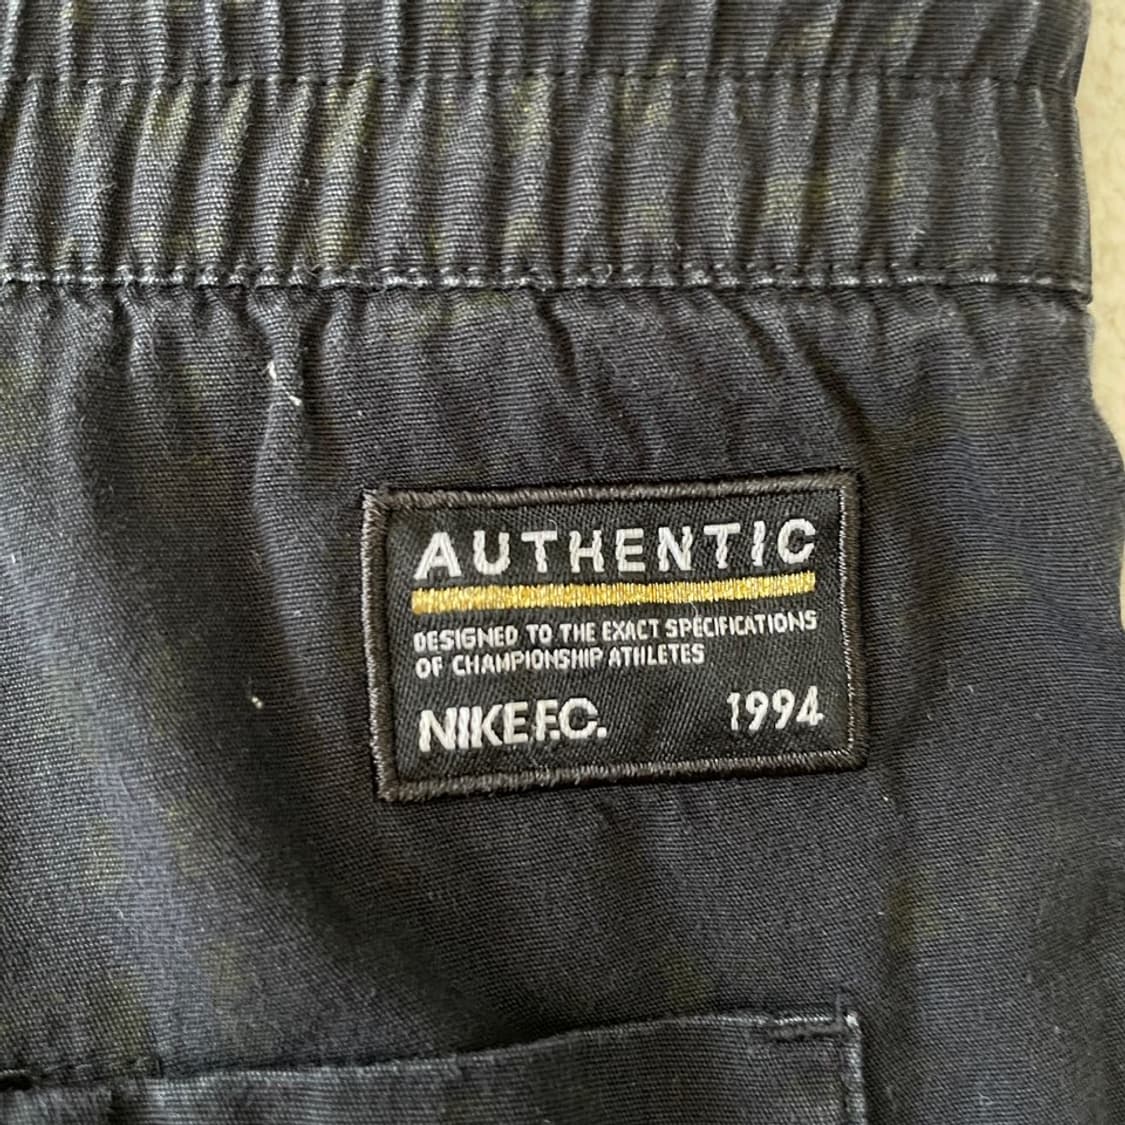 AUTHENTIC
DESIGNED TO THE EXACT SPECIFICATIONS
OF CHAMPIONSHIP ATHLETES
NIKE F.C. 1994